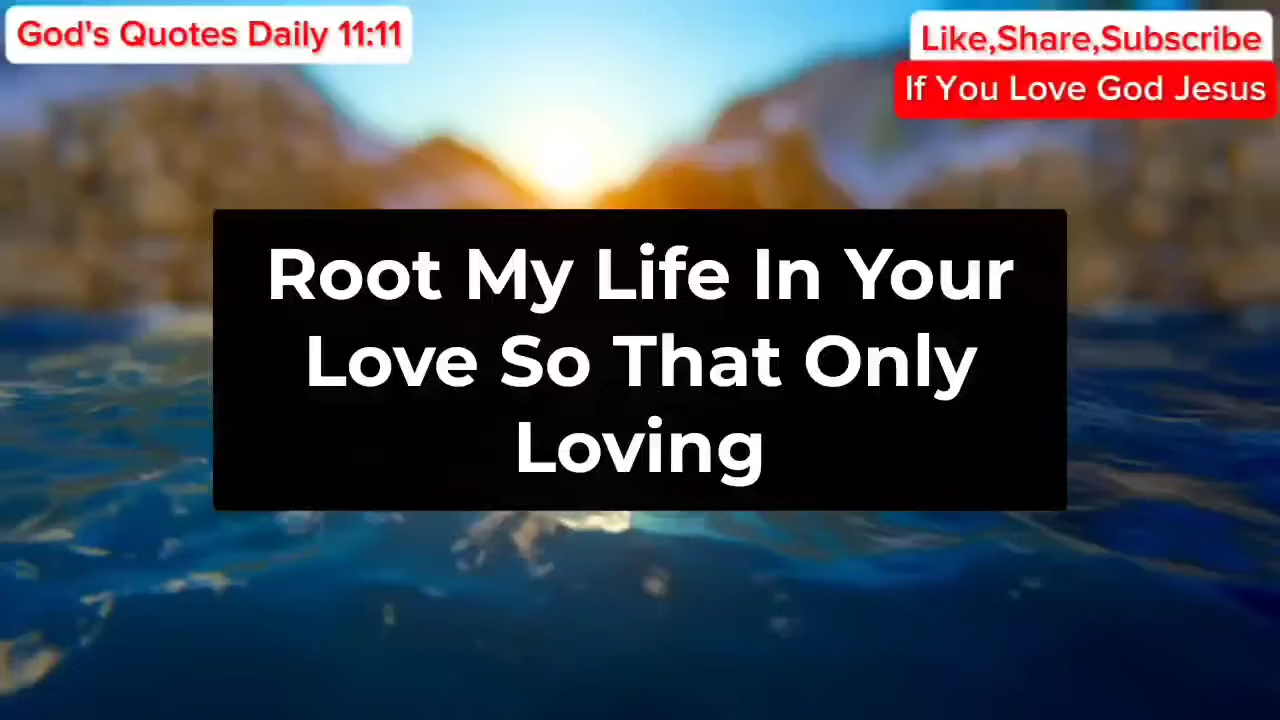 God's Quotes Daily 11:11
Like,Share,Subscribe
If You Love God Jesus
Root My Life In Your
Love So That Only
Loving